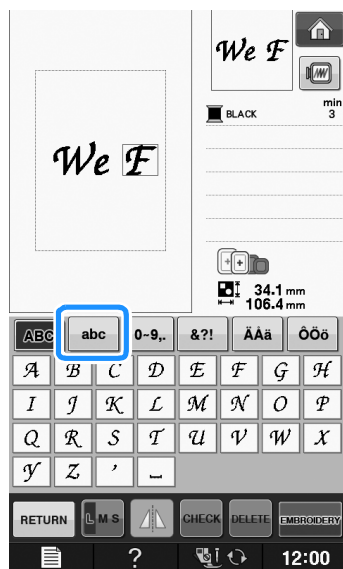 We F
We F
BLACK
min
3
34.1 mm
106.4 mm
ABC abc 0~9,. &?! ÄÅä ÔÖö
A B C D E F G H
I J K L M N O P
Q R S T U V W X
Y Z ’ ⎵
RETURN L M S CHECK DELETE EMBROIDERY
? 12:00